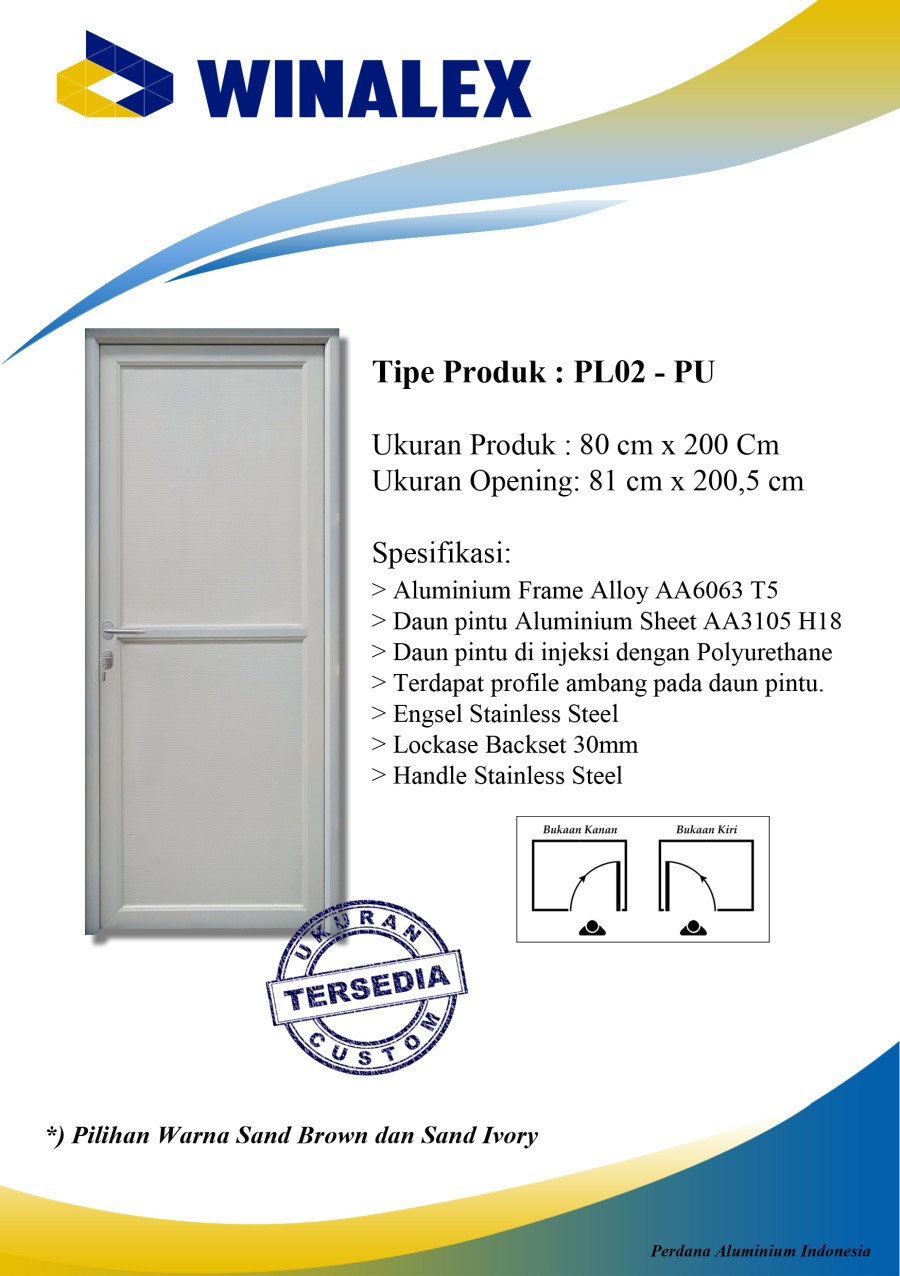 WINALEX
Tipe Produk : PL02 - PU
Ukuran Produk : 80 cm x 200 Cm
Ukuran Opening: 81 cm x 200,5 cm
Spesifikasi:
> Aluminium Frame Alloy AA6063 T5
> Daun pintu Aluminium Sheet AA3105 H18
> Daun pintu di injeksi dengan Polyurethane
> Terdapat profile ambang pada daun pintu.
> Engsel Stainless Steel
> Lockase Backset 30mm
> Handle Stainless Steel
Bukaan Kanan
Bukaan Kiri
UKURAN
TERSEDIA
CUSTOM
*) Pilihan Warna Sand Brown dan Sand Ivory
Perdana Aluminium Indonesia